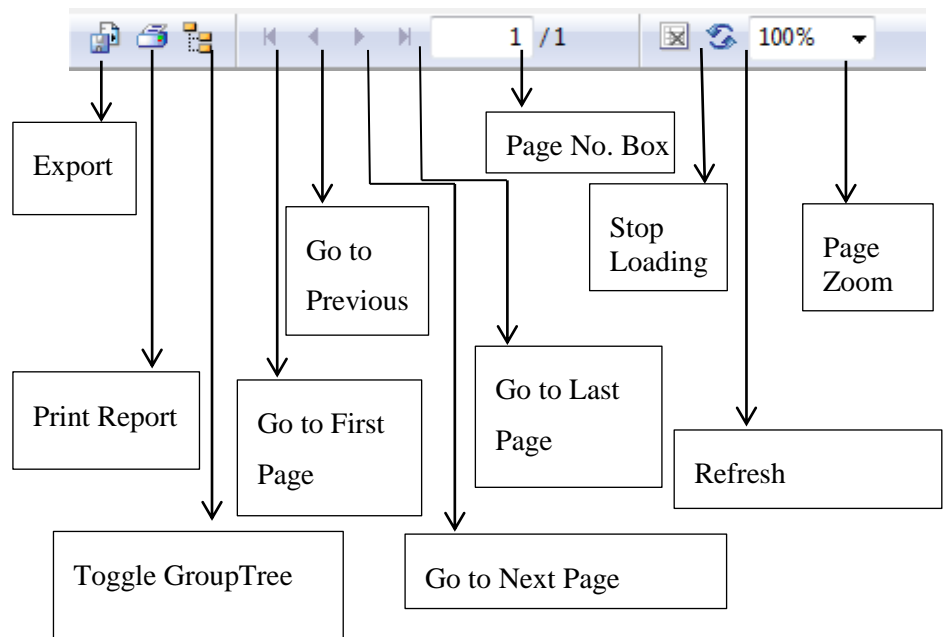 1 / 1
100%
Export
Page No. Box
Go to
Previous
Stop
Loading
Page
Zoom
Print Report
Go to First
Page
Go to Last
Page
Refresh
Toggle GroupTree
Go to Next Page